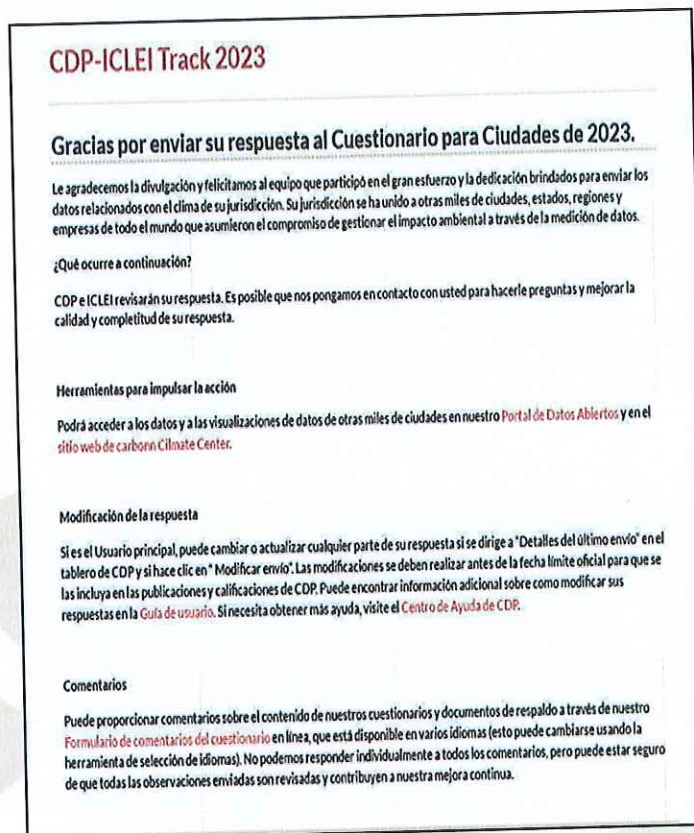 CDP-ICLEI Track 2023
Gracias por enviar su respuesta al Cuestionario para Ciudades de 2023.
Le agradecemos la divulgación y felicitamos al equipo que participó en el gran esfuerzo y la dedicación brindados para enviar los
datos relacionados con el clima de su jurisdicción. Su jurisdicción se ha unido a otras miles de ciudades, estados, regiones y
empresas de todo el mundo que asumieron el compromiso de gestionar el impacto ambiental a través de la medición de datos.
¿Qué ocurre a continuación?
CDP e ICLEI revisarán su respuesta. Es posible que nos pongamos en contacto con usted para hacerle preguntas y mejorar la
calidad y completitud de su respuesta.
Herramientas para impulsar la acción
Podrá acceder a los datos y a las visualizaciones de datos de otras miles de ciudades en nuestro Portal de Datos Abiertos y en el
sitio web de carbonn Cilmate Center.
Modificación de la respuesta
Si es el Usuario principal, puede cambiar o actualizar cualquier parte de su respuesta si se dirige a "Detalles del último envío" en el
tablero de CDP y si hace clic en " Modificar envío". Las modificaciones se deben realizar antes de la fecha límite oficial para que se
las incluya en las publicaciones y calificaciones de CDP. Puede encontrar información adicional sobre como modificar sus
respuestas en la Guía de usuario. Si necesita obtener más ayuda, visite el Centro de Ayuda de CDP.
Comentarios
Puede proporcionar comentarios sobre el contenido de nuestros cuestionarios y documentos de respaldo a través de nuestro
Formulario de comentarios del cuestionario en línea, que está disponible en varios idiomas (esto puede cambiarse usando la
herramienta de selección de idiomas). No podemos responder individualmente a todos los comentarios, pero puede estar seguro
de que todas las observaciones enviadas son revisadas y contribuyen a nuestra mejora continua.